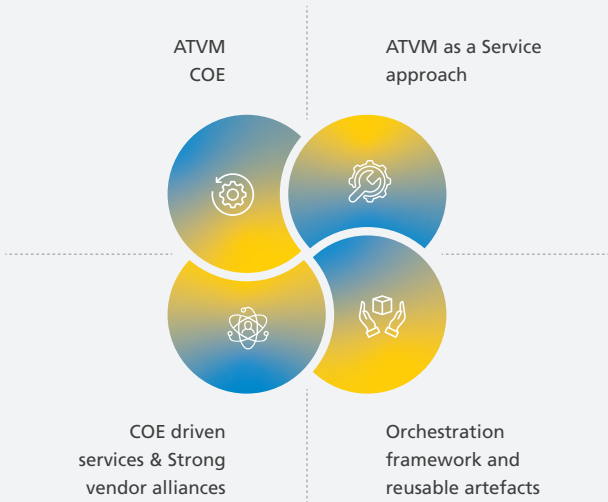 ATVM
COE
ATVM as a Service
approach
COE driven
services & Strong
vendor alliances
Orchestration
framework and
reusable artefacts